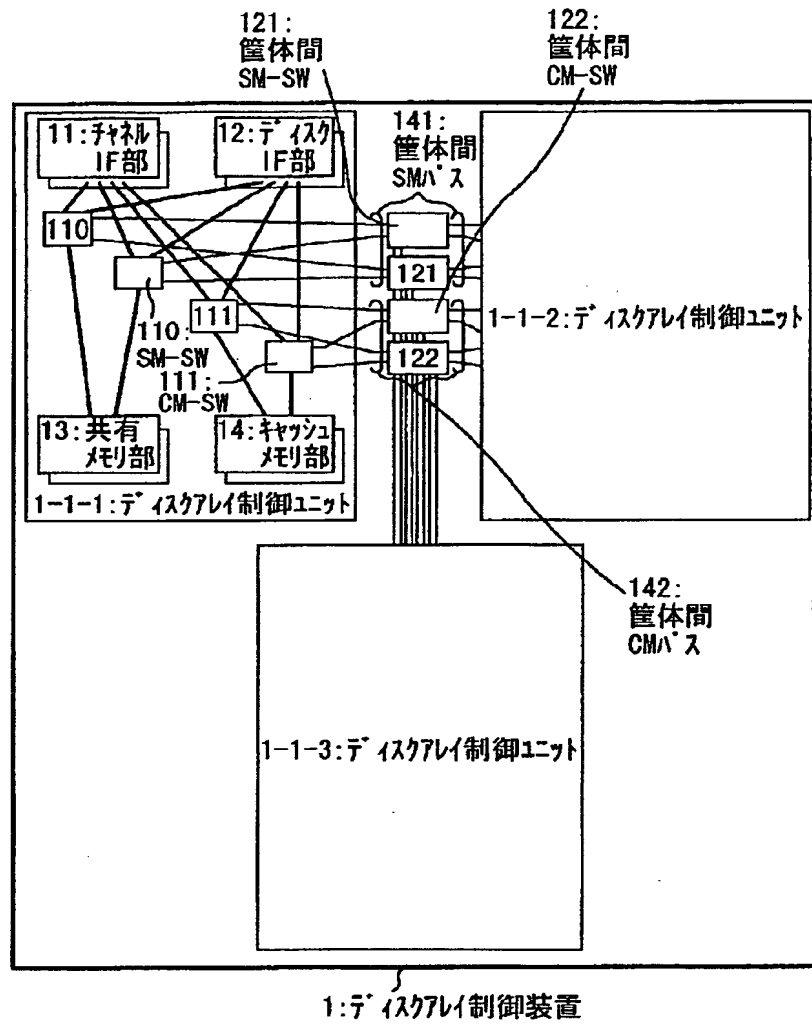 121:
筐体間
SM-SW
122:
筐体間
CM-SW
11:チャネル
IF部
12:ディスク
IF部
141:
筐体間
SMパス
110
121
111
122
110:
SM-SW
111:
CM-SW
1-1-2:ディスクアレイ制御ユニット
13:共有
メモリ部
14:キャッシュ
メモリ部
1-1-1:ディスクアレイ制御ユニット
142:
筐体間
CMパス
1-1-3:ディスクアレイ制御ユニット
1:ディスクアレイ制御装置